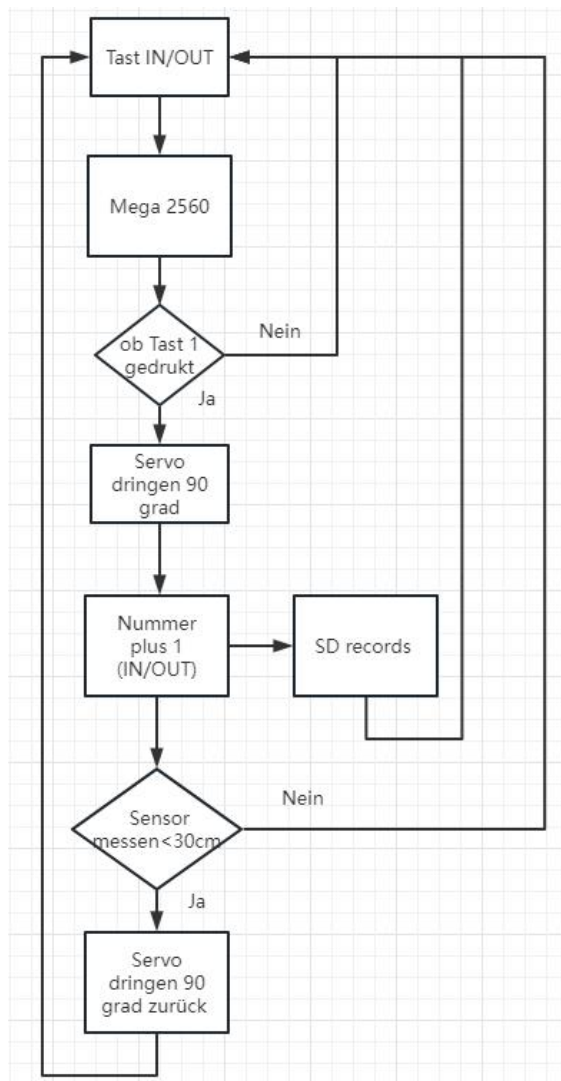 Tast IN/OUT
Mega 2560
ob Tast 1
gedrukt
Nein
Ja
Servo
dringen 90
grad
Nummer
plus 1
(IN/OUT)
SD records
Sensor
messen<30cm
Nein
Ja
Servo
dringen 90
grad zurück